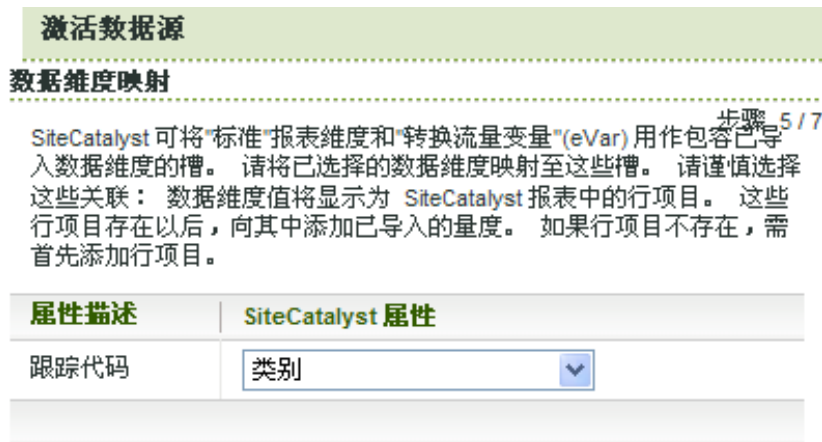 激活数据源
数据维度映射
步骤 5 / 7
SiteCatalyst 可将"标准"报表维度和"转换流量变量"(eVar) 用作包容已导
入数据维度的槽。 请将已选择的数据维度映射至这些槽。 请谨慎选择
这些关联： 数据维度值将显示为 SiteCatalyst 报表中的行项目。 这些
行项目存在以后，向其中添加已导入的量度。 如果行项目不存在，需
首先添加行项目。
属性描述 SiteCatalyst 属性
跟踪代码 类别